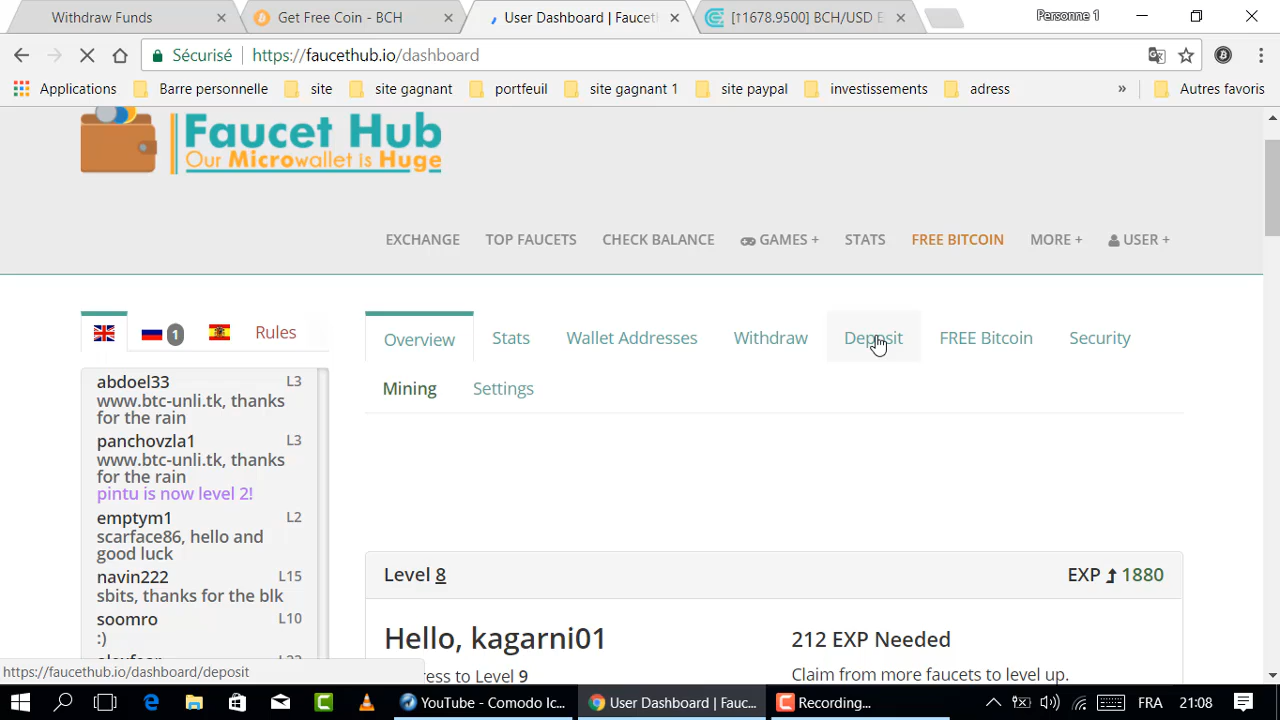 Withdraw Funds
Get Free Coin - BCH
User Dashboard | Faucet
[↑1678.9500] BCH/USD E
Personne 1
Sécurisé
https://faucethub.io/dashboard
Applications
Barre personnelle
site
site gagnant
portfeuil
site gagnant 1
site paypal
investissements
adress
»
Autres favoris
Faucet Hub
Our Microwallet is Huge
EXCHANGE
TOP FAUCETS
CHECK BALANCE
GAMES +
STATS
FREE BITCOIN
MORE +
USER +
1
Rules
Overview
Stats
Wallet Addresses
Withdraw
Deposit
FREE Bitcoin
Security
Mining
Settings
abdoel33 L3
www.btc-unli.tk, thanks
for the rain
panchovzla1 L3
www.btc-unli.tk, thanks
for the rain
pintu is now level 2!
emptym1 L2
scarface86, hello and
good luck
navin222 L15
sbits, thanks for the blk
soomro L10
:)
Level 8
EXP 1880
Hello, kagarni01
212 EXP Needed
ess to Level 9
Claim from more faucets to level up.
https://faucethub.io/dashboard/deposit
YouTube - Comodo Ic...
User Dashboard | Fauc...
Recording...
FRA
21:08